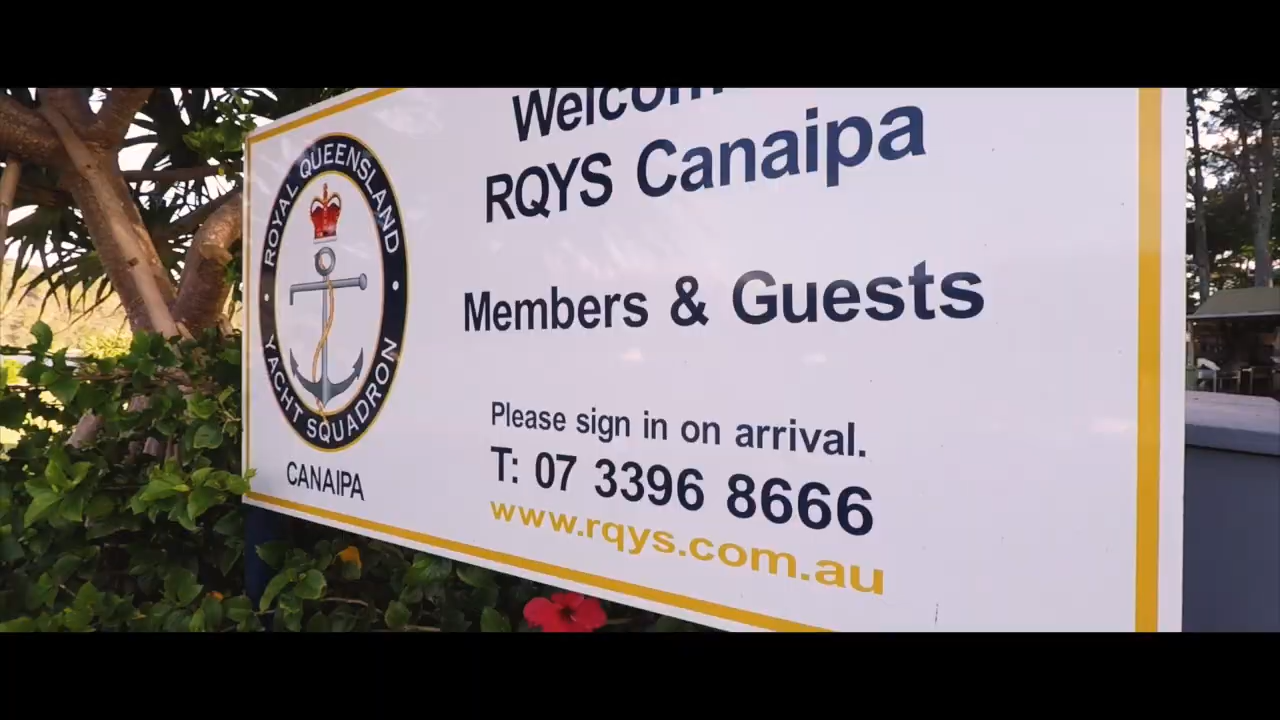 ROYAL QUEENSLAND
YACHT SQUADRON
CANAIPA
RQYS Canaipa
Members & Guests
Please sign in on arrival.
T: 07 3396 8666
www.rqys.com.au